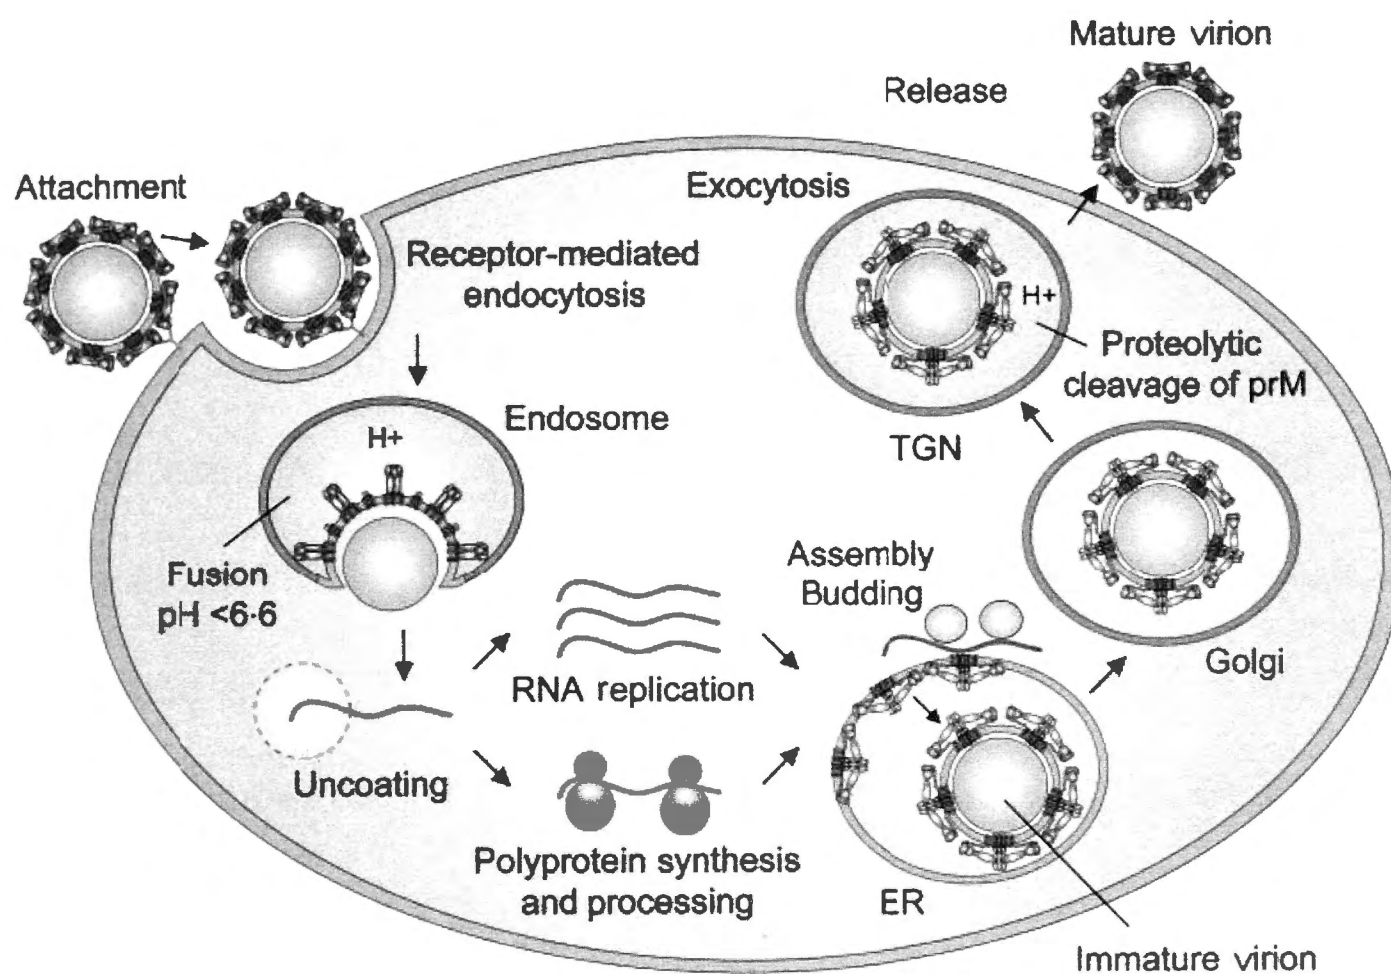 Mature virion
Release
Attachment
Exocytosis
Receptor-mediated
endocytosis
H+
Proteolytic
cleavage of prM
Endosome
H+
TGN
Fusion
pH <6·6
Assembly
Budding
Golgi
RNA replication
Uncoating
Polyprotein synthesis
and processing
ER
Immature virion